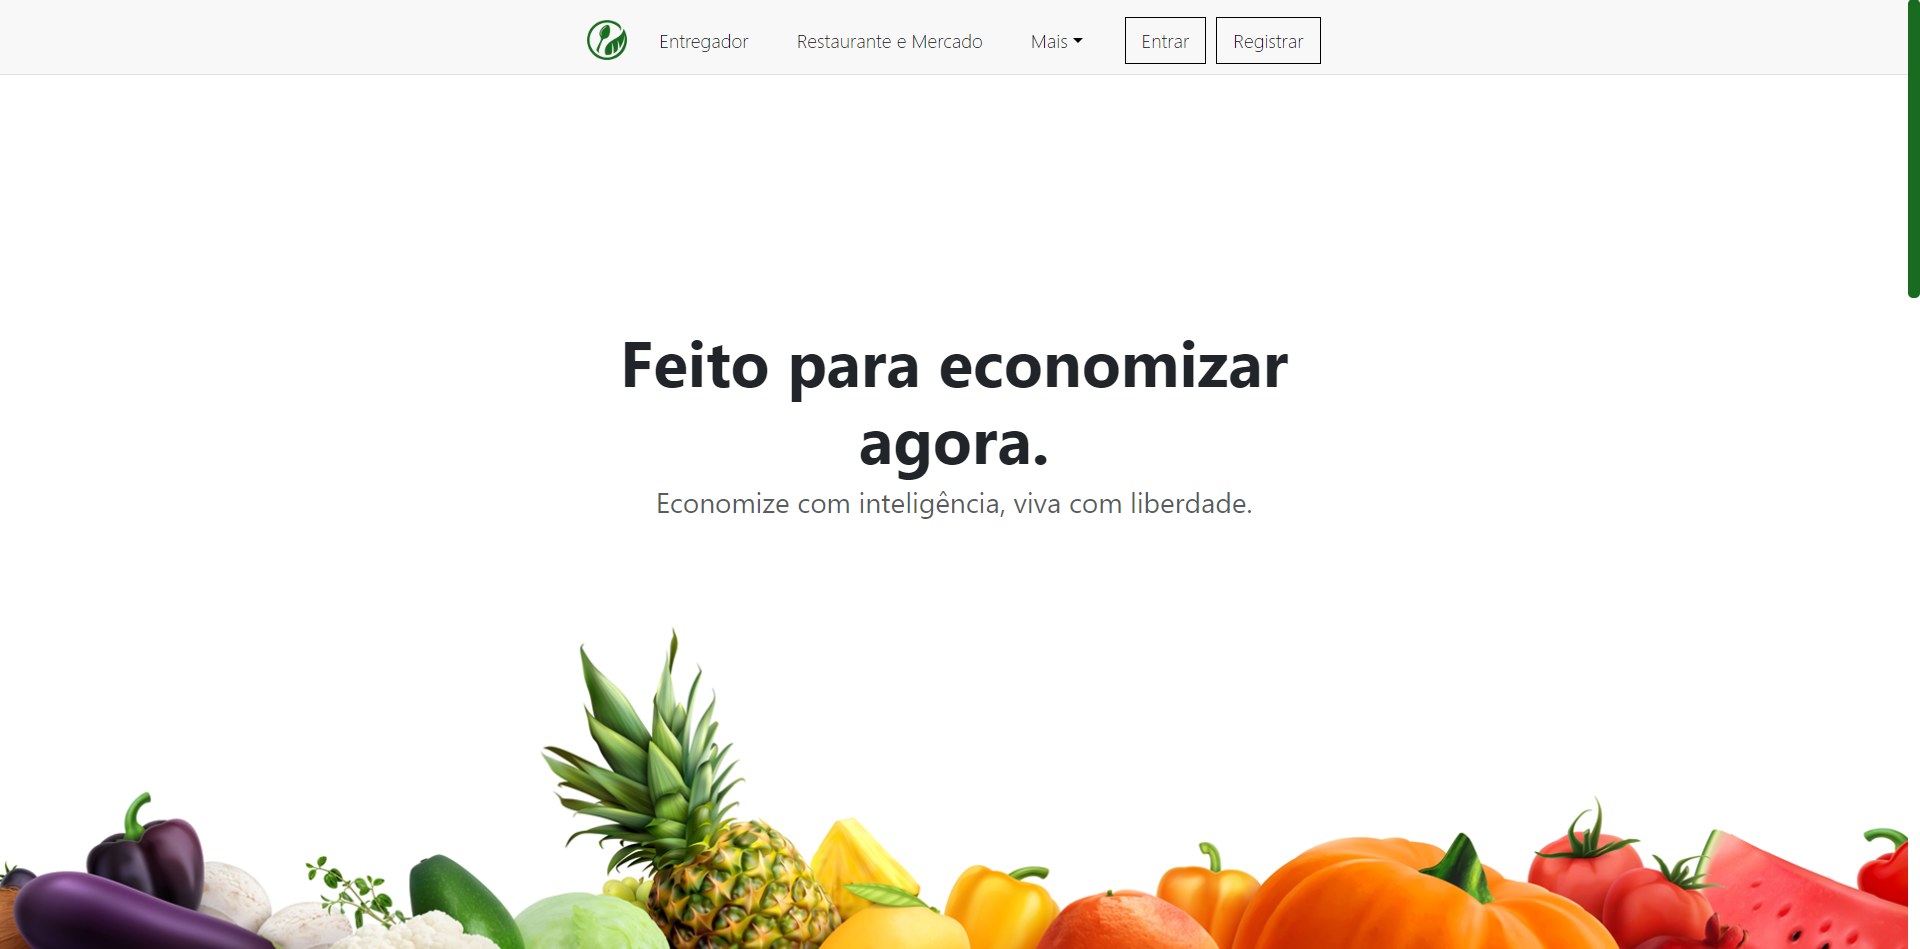 Entregador
Restaurante e Mercado
Mais
Entrar
Registrar
Feito para economizar
agora.
Economize com inteligência, viva com liberdade.